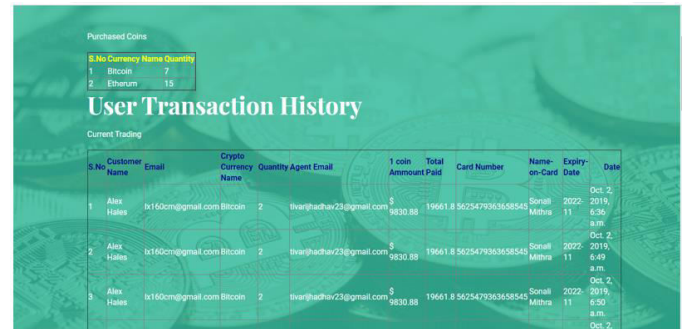 Purchased Coins
S.No Currency Name Quantity
1 Bitcoin 7
2 Etherum 15
User Transaction History
Current Trading
S.No Customer Name Email Crypto Currency Name Quantity Agent Email 1 coin Ammount Total Paid Card Number Name-on-Card Expiry-Date Date
1 Alex Hales lx160cm@gmail.com Bitcoin 2 tivarijhadhav23@gmail.com $ 9830.88 19661.8 5625479363658545 Sonali Mithra 2022-11 Oct. 2, 2019, 6:36 a.m.
2 Alex Hales lx160cm@gmail.com Bitcoin 2 tivarijhadhav23@gmail.com $ 9830.88 19661.8 5625479363658545 Sonali Mithra 2022-11 Oct. 2, 2019, 6:49 a.m.
3 Alex Hales lx160cm@gmail.com Bitcoin 2 tivarijhadhav23@gmail.com $ 9830.88 19661.8 5625479363658545 Sonali Mithra 2022-11 Oct. 2, 2019, 6:50 a.m.
Oct. 2,